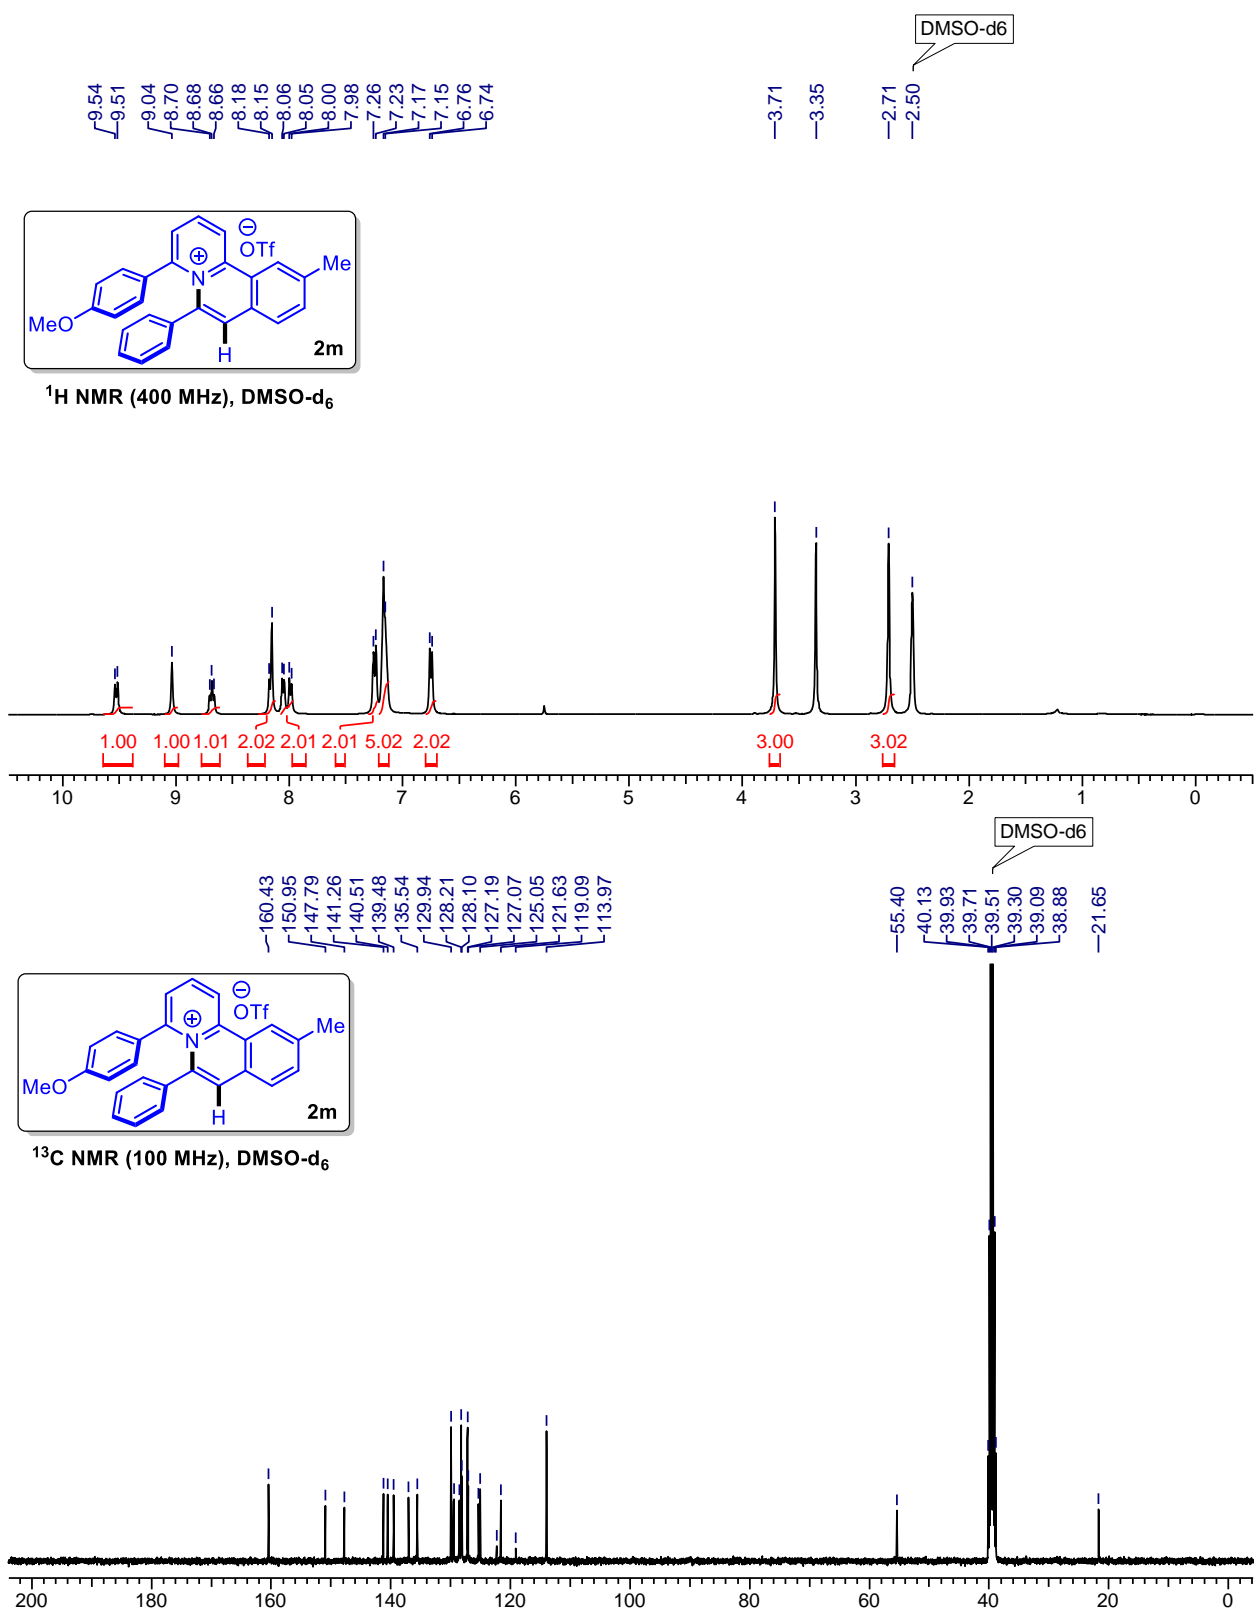 DMSO-d6
9.54 9.51 9.04 8.70 8.68 8.66 8.18 8.15 8.06 8.05 8.00 7.98 7.26 7.23 7.17 7.15 6.76 6.74 3.71 3.35 2.71 2.50
⊖
OTf
⊕
N
Me
MeO
H
2m
¹H NMR (400 MHz), DMSO-d₆
1.00 1.00 1.01 2.02 2.01 2.01 5.02 2.02 3.00 3.02
10 9 8 7 6 5 4 3 2 1 0
DMSO-d6
160.43 150.95 147.79 141.26 140.51 139.48 135.54 129.94 128.21 128.10 127.19 127.07 125.05 121.63 119.09 113.97 55.40 40.13 39.93 39.71 39.51 39.30 39.09 38.88 21.65
⊖
OTf
⊕
N
Me
MeO
H
2m
¹³C NMR (100 MHz), DMSO-d₆
200 180 160 140 120 100 80 60 40 20 0